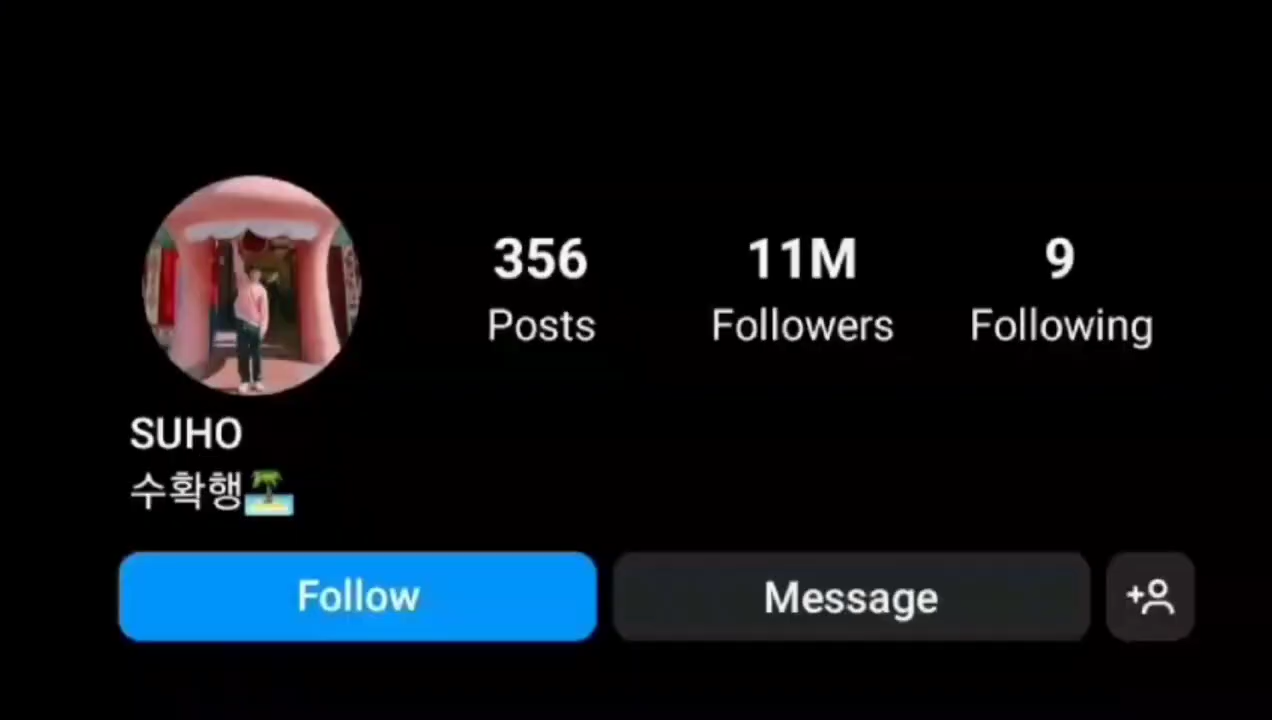 356 11M 9
Posts Followers Following
SUHO
수확행🏝️
Follow Message